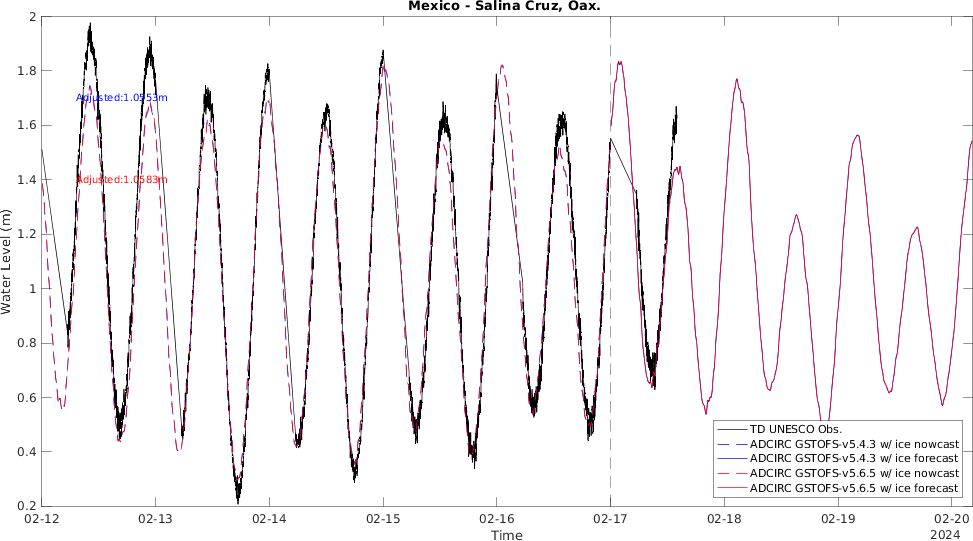 Mexico - Salina Cruz, Oax.
2
1.8
1.6
1.4
1.2
1
0.8
0.6
0.4
0.2
Water Level (m)
Adjusted:1.0553m
Adjusted:1.0583m
TD UNESCO Obs.
ADCIRC GSTOFS-v5.4.3 w/ ice nowcast
ADCIRC GSTOFS-v5.4.3 w/ ice forecast
ADCIRC GSTOFS-v5.6.5 w/ ice nowcast
ADCIRC GSTOFS-v5.6.5 w/ ice forecast
02-12 02-13 02-14 02-15 02-16 02-17 02-18 02-19 02-20
Time
2024